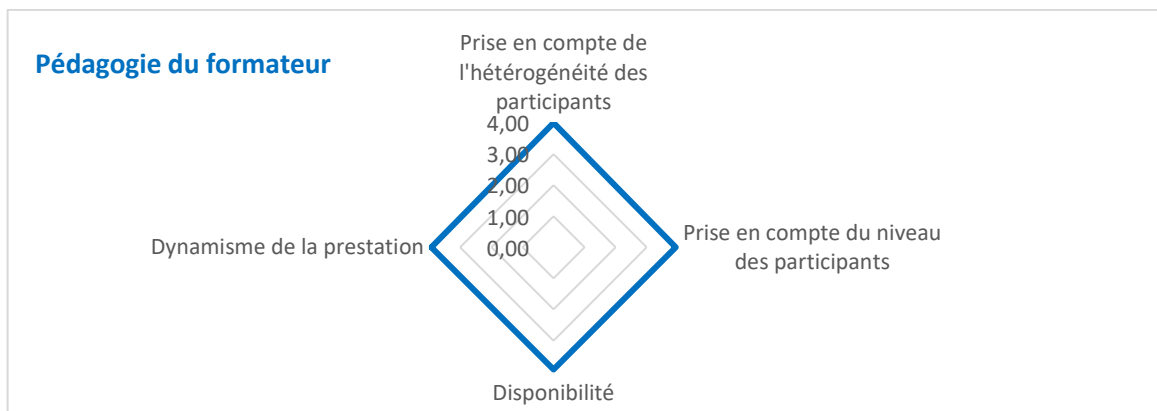 Pédagogie du formateur
Prise en compte de
l'hétérogénéité des
participants
4,00
3,00
2,00
1,00
0,00
Dynamisme de la prestation
Prise en compte du niveau
des participants
Disponibilité